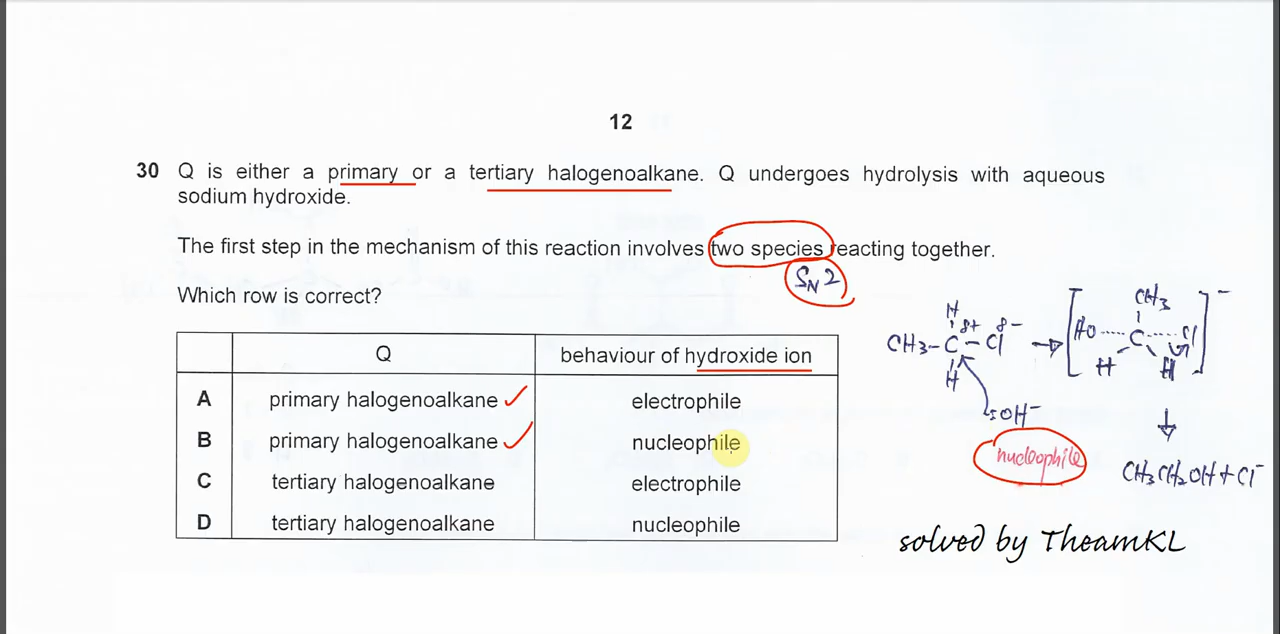 12
30 Q is either a primary or a tertiary halogenoalkane. Q undergoes hydrolysis with aqueous
sodium hydroxide.
The first step in the mechanism of this reaction involves two species reacting together.
SN2
Which row is correct?
Q behaviour of hydroxide ion
A primary halogenoalkane ✓ electrophile
B primary halogenoalkane ✓ nucleophile
C tertiary halogenoalkane electrophile
D tertiary halogenoalkane nucleophile
H
δ+ δ-
CH3-C-Cl
H
:OH-
nucleophile
CH3
[HO·····C·····Cl]-
H H
CH3CH2OH + Cl-
solved by TheamKL